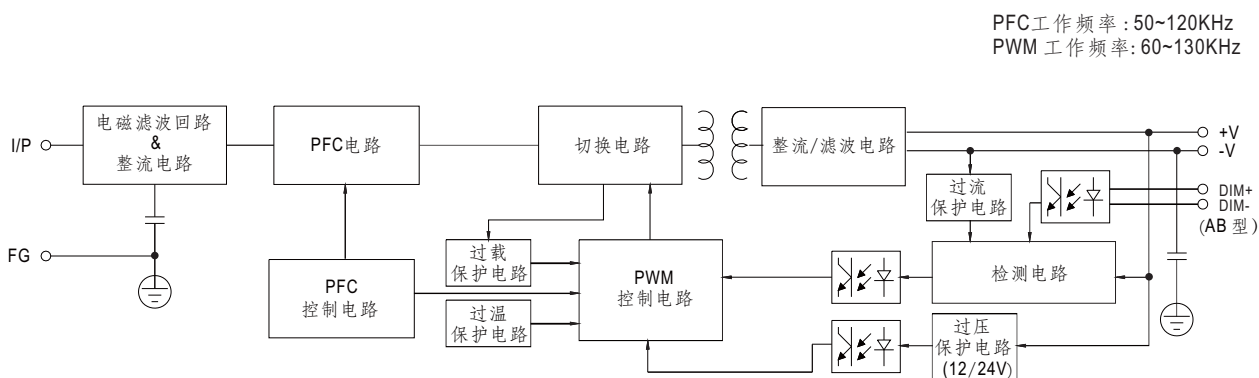 PFC工作频率:50~120KHz
PWM 工作频率:60~130KHz
I/P
电磁滤波回路
&
整流电路
PFC电路
切换电路
整流/滤波电路
+V
-V
过流
保护电路
DIM+
DIM-
(AB 型)
FG
过载
保护电路
PFC
控制电路
PWM
控制电路
检测电路
过温
保护电路
过压
保护电路
(12/24V)